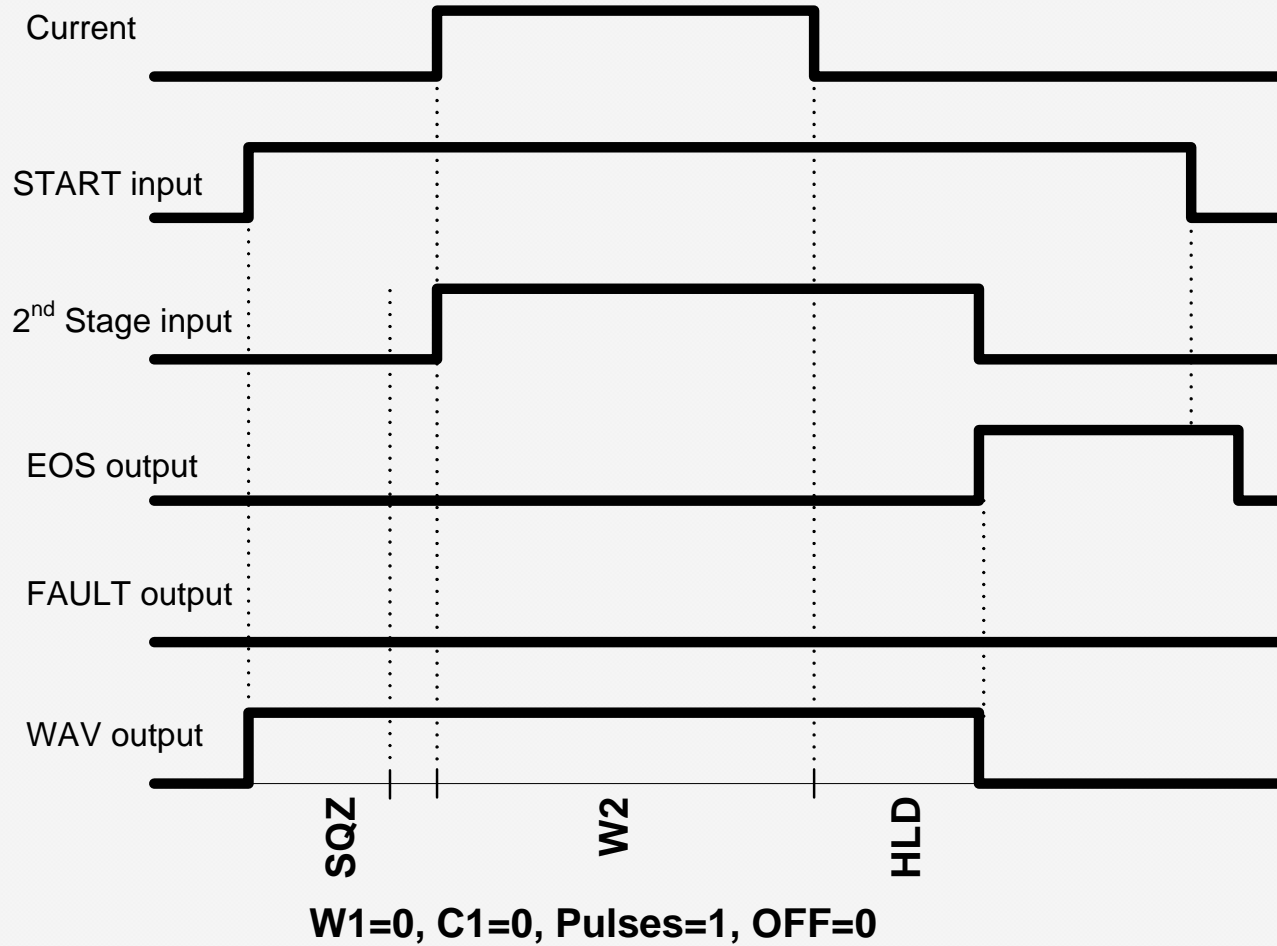 Current
START input
2nd Stage input
EOS output
FAULT output
WAV output
SQZ
W2
HLD
W1=0, C1=0, Pulses=1, OFF=0